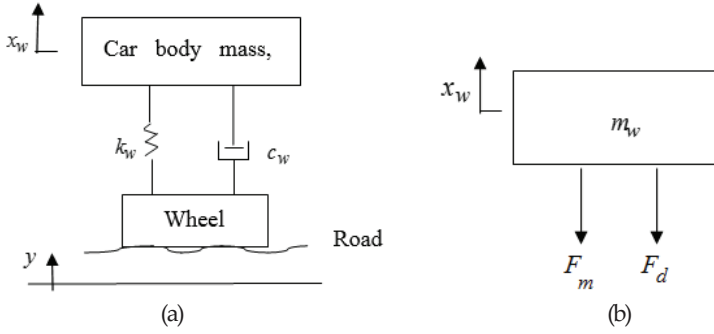 x_w
Car body mass,
k_w
c_w
Wheel
Road
y
(a)
x_w
m_w
F_m
F_d
(b)